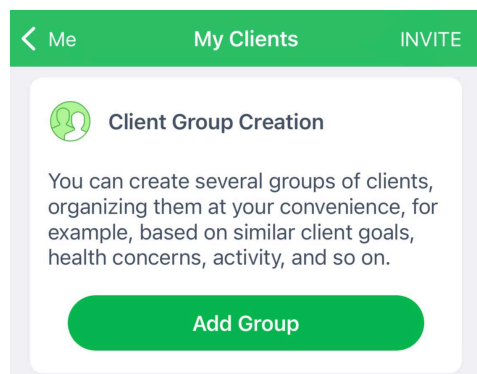 Me My Clients INVITE
Client Group Creation
You can create several groups of clients,
organizing them at your convenience, for
example, based on similar client goals,
health concerns, activity, and so on.
Add Group